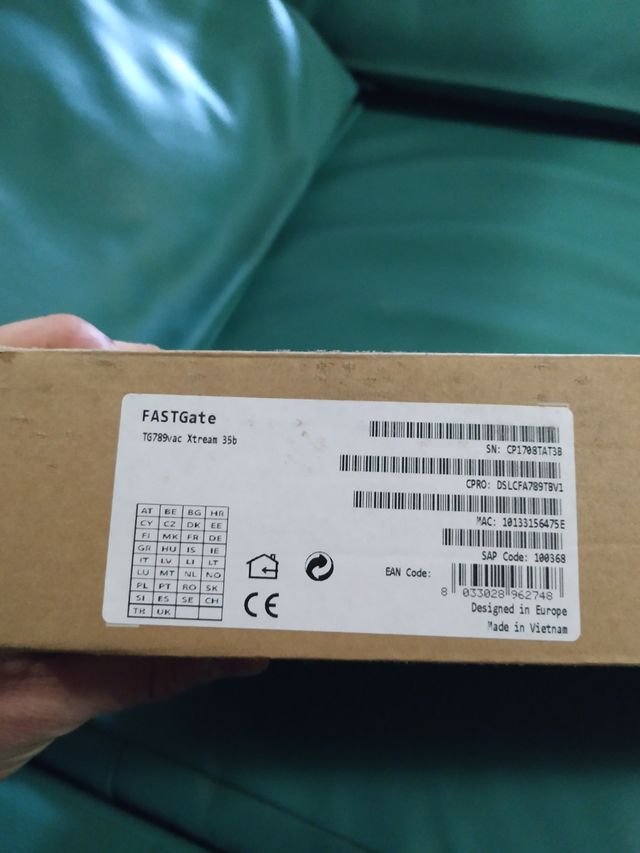 FASTGate
TG789vac Xtream 35b
SN: CP1708TAT3B
CPRO: DSLCFA789TBV1
MAC: 10133156475E
SAP Code: 100368
EAN Code:
8 033028 962748
Designed in Europe
Made in Vietnam
AT BE BG HR
CY CZ DK EE
FI MK FR DE
GR HU IS IE
IT LV LI LT
LU MT NL NO
PL PT RO SK
SI ES SE CH
TR UK
CE